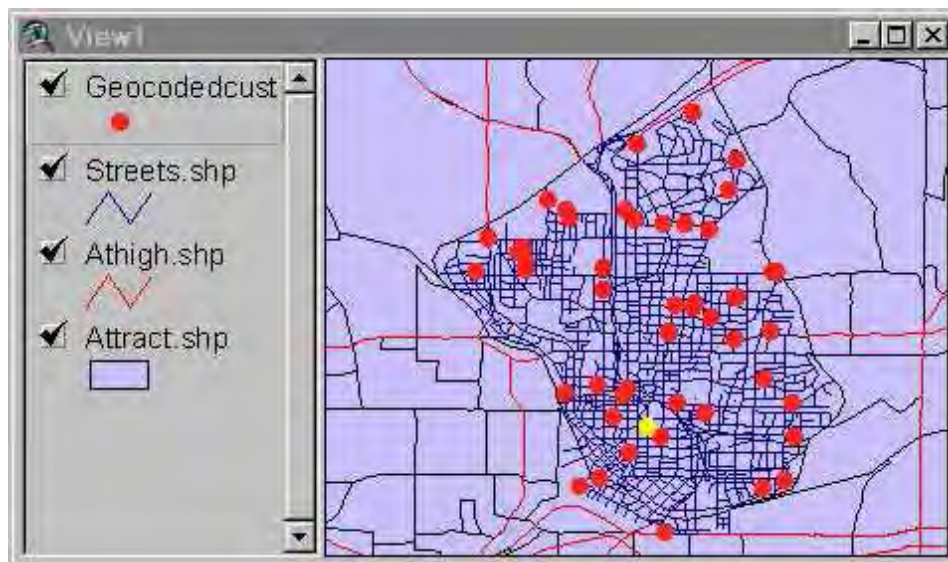 View1
Geocodedcust
Streets.shp
Athigh.shp
Attract.shp